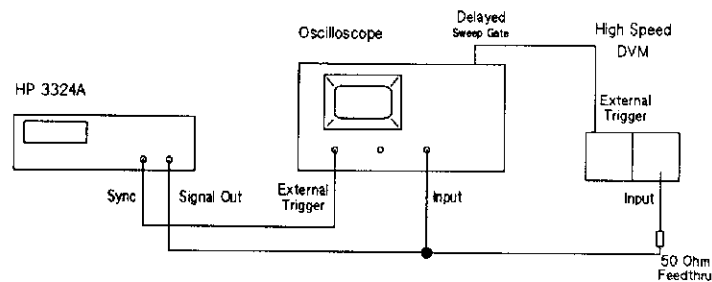 Delayed
Sweep Gate
High Speed
DVM
Oscilloscope
HP 3324A
External
Trigger
Sync
Signal Out
External
Trigger
Input
Input
50 Ohm
Feedthru